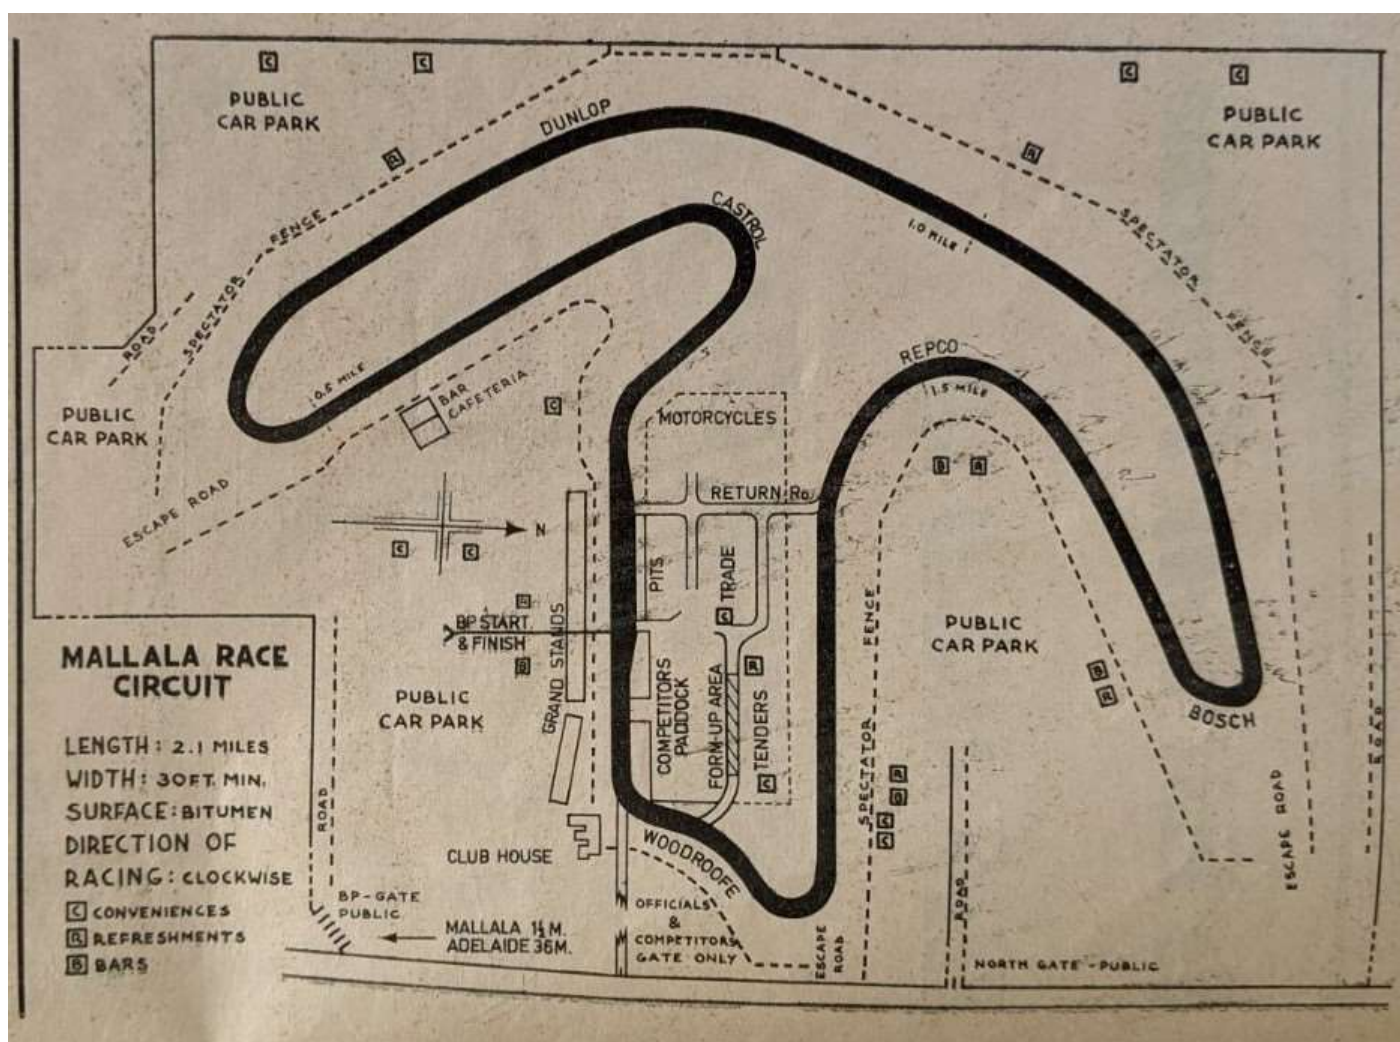 C
C
C
C
PUBLIC
CAR PARK
DUNLOP
PUBLIC
CAR PARK
R
R
CASTROL
SPECTATOR FENCE
1.0 MILE
SPECTATOR FENCE
ROAD
REPCO
0.5 MILE
BAR
CAFETERIA
1.5 MILE
PUBLIC
CAR PARK
C
MOTORCYCLES
B
R
ESCAPE ROAD
RETURN RD.
N
C
C
PITS
TRADE
C
BP START
& FINISH
B
GRAND STANDS
PUBLIC
CAR PARK
SPECTATOR FENCE
MALLALA RACE
CIRCUIT
PUBLIC
CAR PARK
COMPETITORS
PADDOCK
FORM-UP AREA
R
TENDERS
C
B
R
BOSCH
ROAD
LENGTH: 2.1 MILES
WIDTH: 30FT. MIN.
SURFACE: BITUMEN
DIRECTION OF
RACING: CLOCKWISE
C CONVENIENCES
R REFRESHMENTS
B BARS
ROAD
R
B
C
C
ESCAPE ROAD
WOODROOFE
CLUB HOUSE
BP-GATE
PUBLIC
MALLALA 1½ M.
ADELAIDE 36M.
OFFICIALS
&
COMPETITORS
GATE ONLY
ESCAPE
ROAD
ROAD
NORTH GATE - PUBLIC